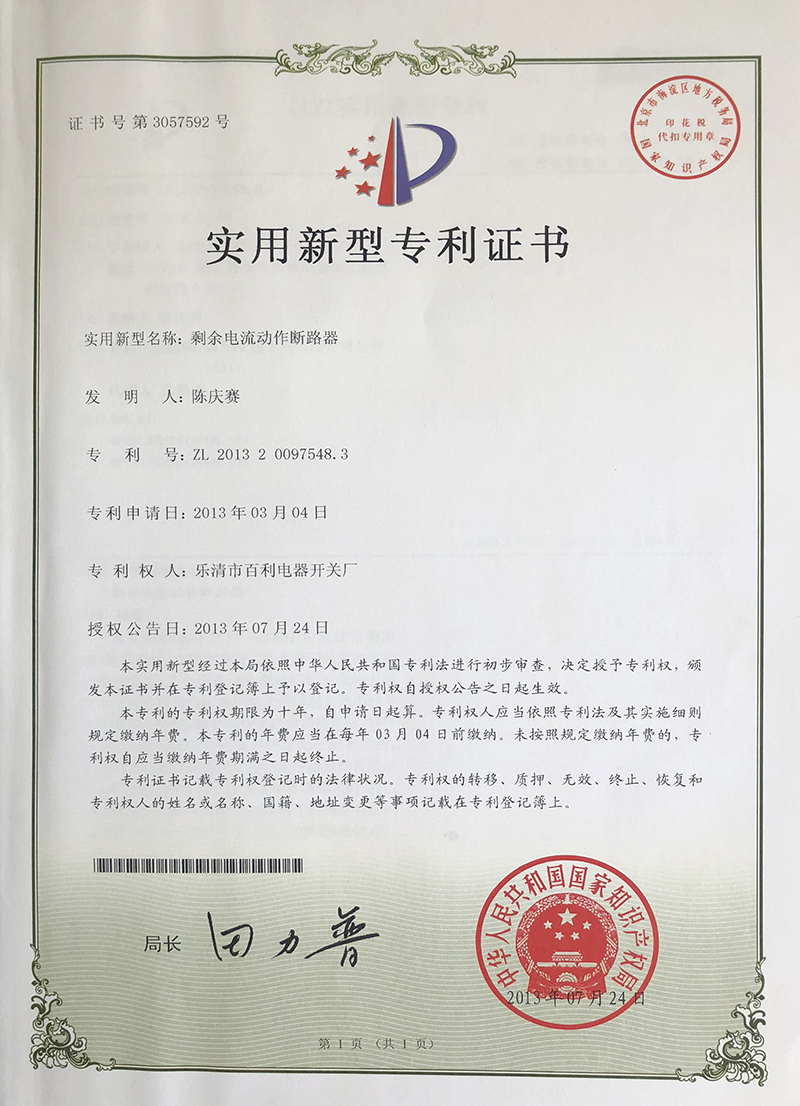 证书号第3057592号
北京市海淀区地方税务局
印花税
代扣专用章
国家知识产权局
实用新型专利证书
实用新型名称：剩余电流动作断路器
发明人：陈庆赛
专利号：ZL 2013 2 0097548.3
专利申请日：2013年03月04日
专利权人：乐清市百利电器开关厂
授权公告日：2013年07月24日
本实用新型经过本局依照中华人民共和国专利法进行初步审查，决定授予专利权，颁
发本证书并在专利登记簿上予以登记。专利权自授权公告之日起生效。
本专利的专利权期限为十年，自申请日起算。专利权人应当依照专利法及其实施细则
规定缴纳年费。本专利的年费应当在每年03月04日前缴纳。未按照规定缴纳年费的，专
利权自应当缴纳年费期满之日起终止。
专利证书记载专利权登记时的法律状况。专利权的转移、质押、无效、终止、恢复和
专利权人的姓名或名称、国籍、地址变更等事项记载在专利登记簿上。
局长 田力普
中华人民共和国国家知识产权局
2013年07月24日
第1页（共1页）